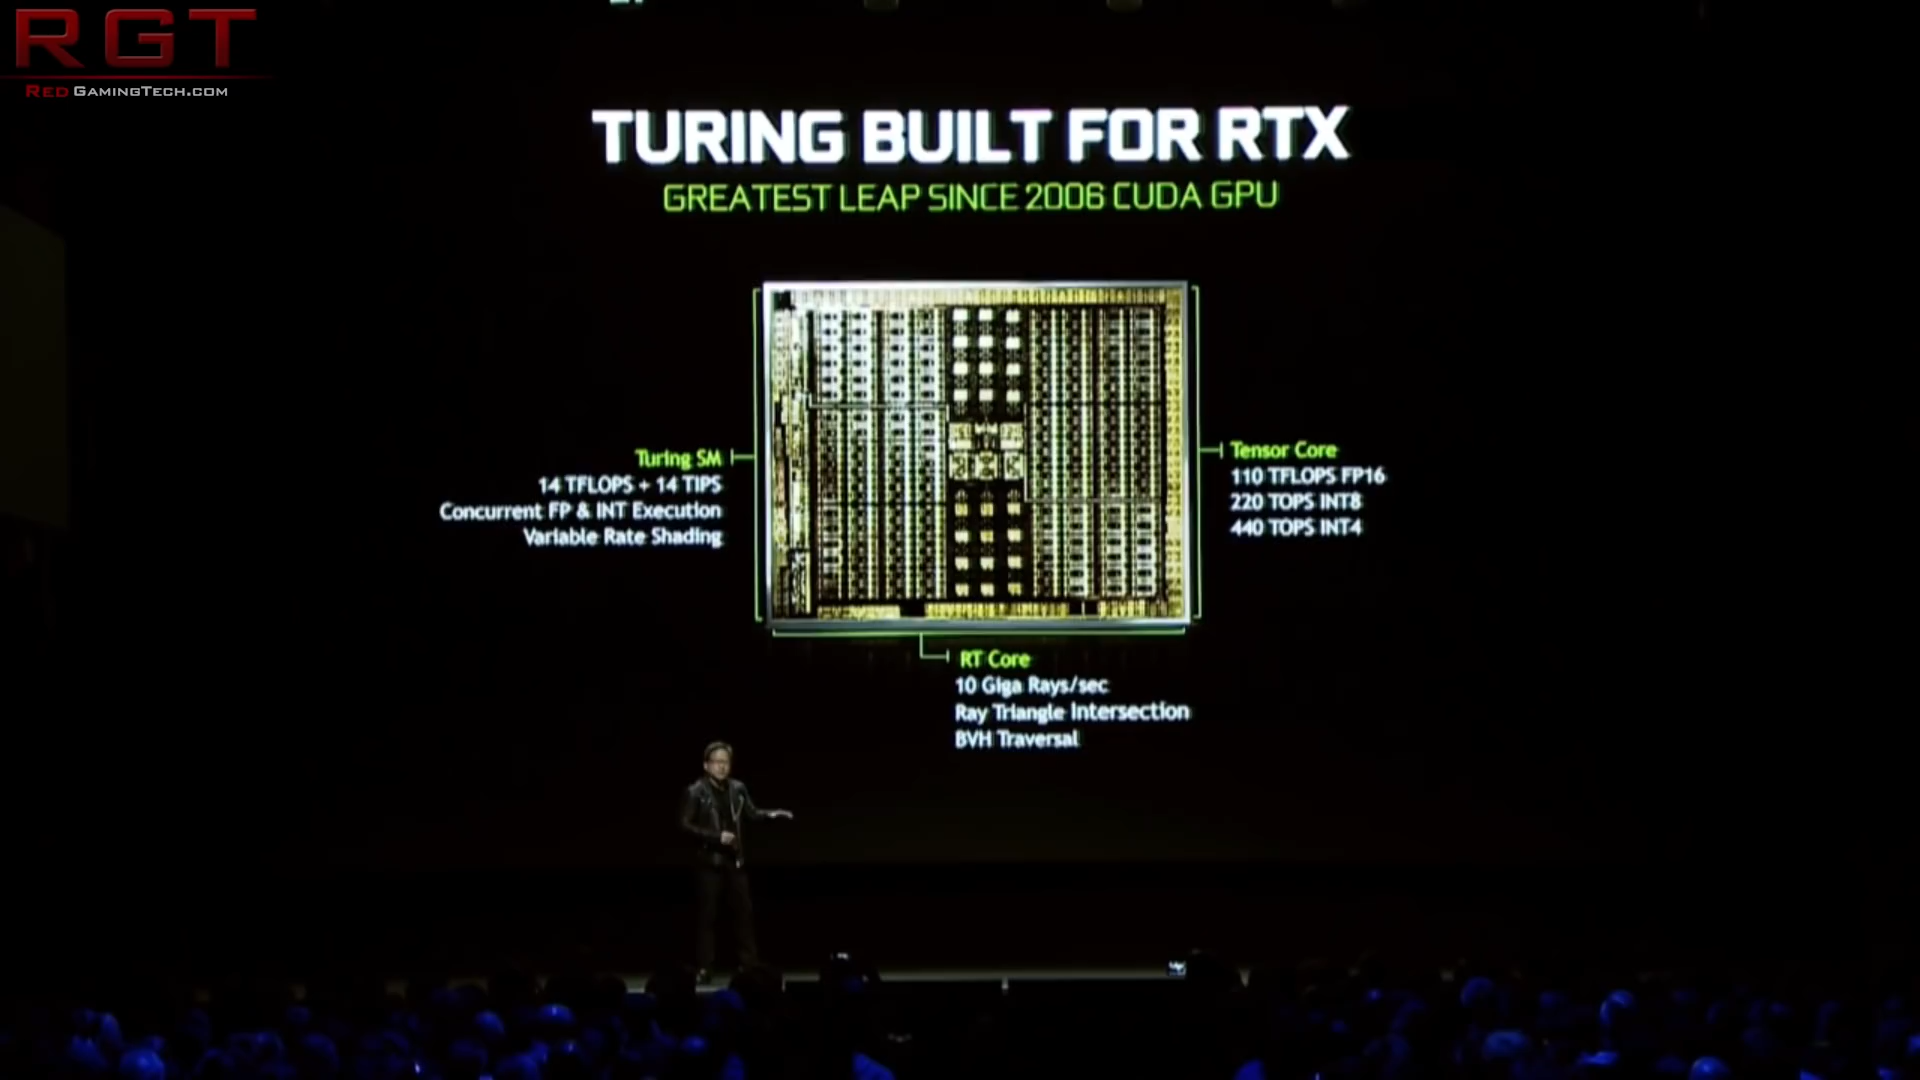 RGT
RED GAMINGTECH.COM
TURING BUILT FOR RTX
GREATEST LEAP SINCE 2006 CUDA GPU
Turing SM
14 TFLOPS + 14 TIPS
Concurrent FP & INT Execution
Variable Rate Shading
Tensor Core
110 TFLOPS FP16
220 TOPS INT8
440 TOPS INT4
RT Core
10 Giga Rays/sec
Ray Triangle Intersection
BVH Traversal